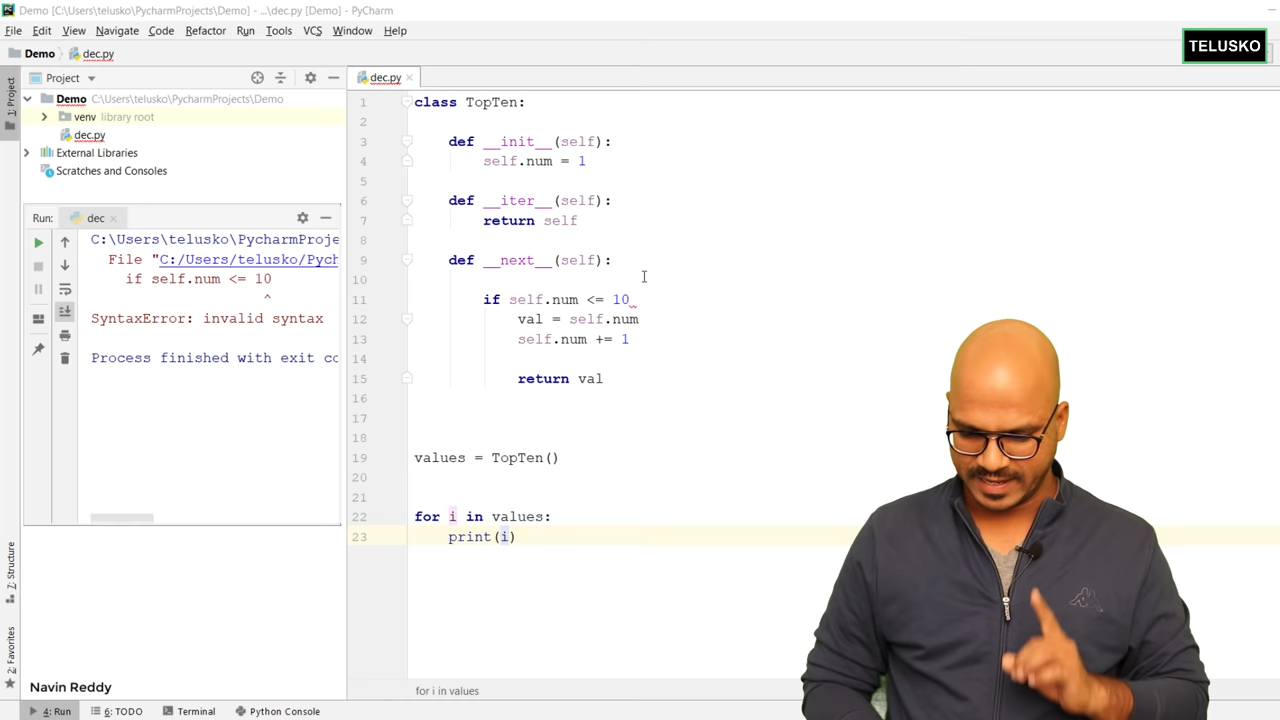 Demo [C:\Users\telusko\PycharmProjects\Demo] - ...\dec.py [Demo] - PyCharm
File Edit View Navigate Code Refactor Run Tools VCS Window Help
TELUSKO
Demo dec.py
1: Project
Project
dec.py
Demo C:\Users\telusko\PycharmProjects\Demo
venv library root
dec.py
External Libraries
Scratches and Consoles
Run: dec
C:\Users\telusko\PycharmProje
File "C:/Users/telusko/Pych
if self.num <= 10
^
SyntaxError: invalid syntax
Process finished with exit co
1 class TopTen:
2
3 def __init__(self):
4 self.num = 1
5
6 def __iter__(self):
7 return self
8
9 def __next__(self):
10
11 if self.num <= 10
12 val = self.num
13 self.num += 1
14
15 return val
16
17
18
19 values = TopTen()
20
21
22 for i in values:
23 print(i)
7: Structure
2: Favorites
Navin Reddy
for i in values
4: Run 6: TODO Terminal Python Console